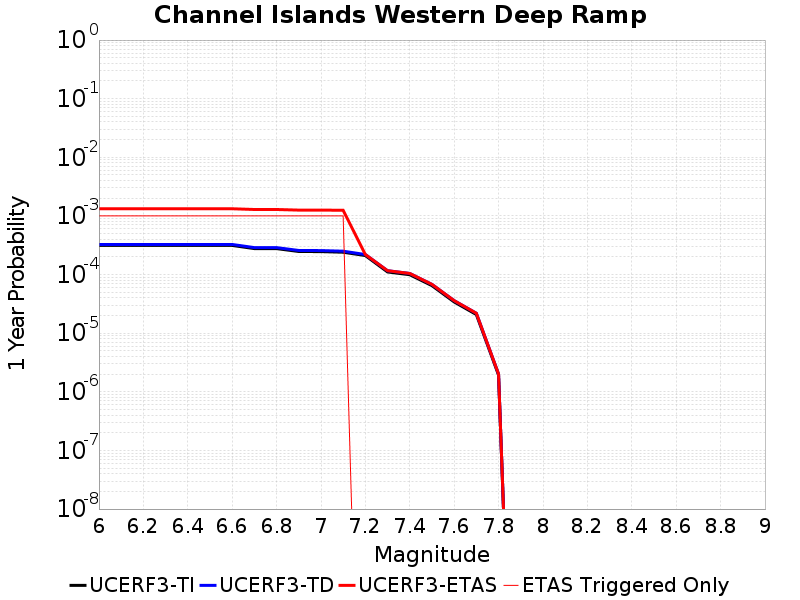 Channel Islands Western Deep Ramp
1 Year Probability
10^0
10^-1
10^-2
10^-3
10^-4
10^-5
10^-6
10^-7
10^-8
6 6.2 6.4 6.6 6.8 7 7.2 7.4 7.6 7.8 8 8.2 8.4 8.6 8.8 9
Magnitude
UCERF3-TI UCERF3-TD UCERF3-ETAS ETAS Triggered Only